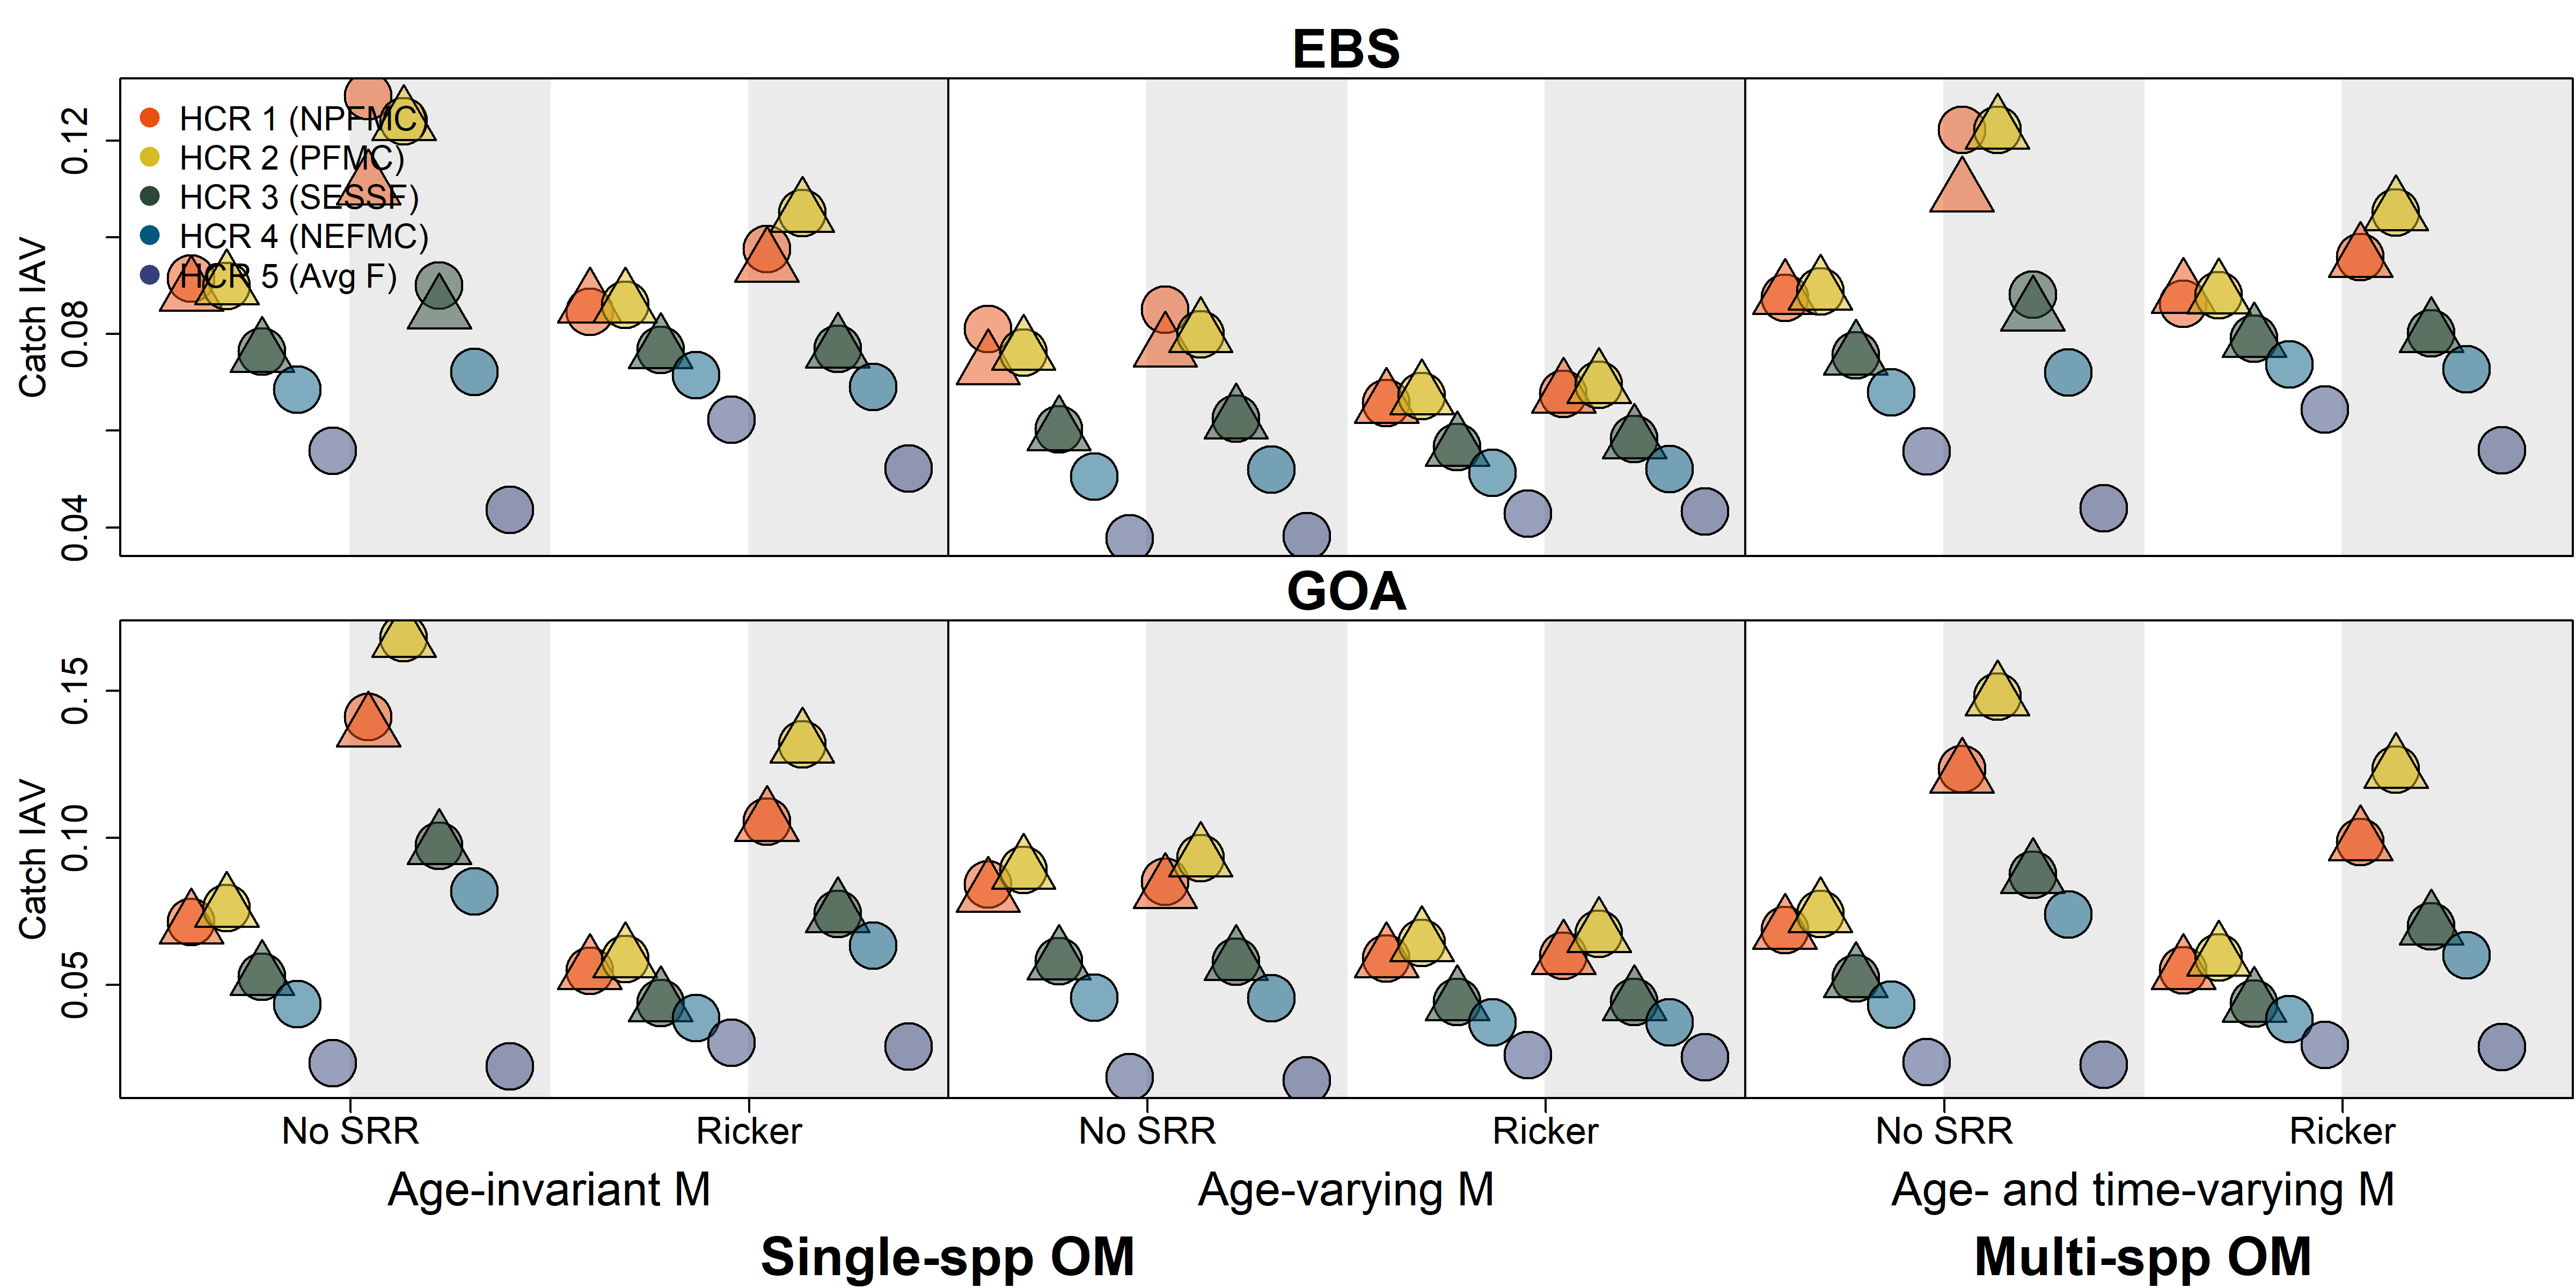 EBS
Catch IAV
0.12
0.08
0.04
HCR 1 (NPFMC)
HCR 2 (PFMC)
HCR 3 (SESSF)
HCR 4 (NEFMC)
HCR 5 (Avg F)
GOA
Catch IAV
0.15
0.10
0.05
No SRR Ricker No SRR Ricker No SRR Ricker
Age-invariant M Age-varying M Age- and time-varying M
Single-spp OM Multi-spp OM